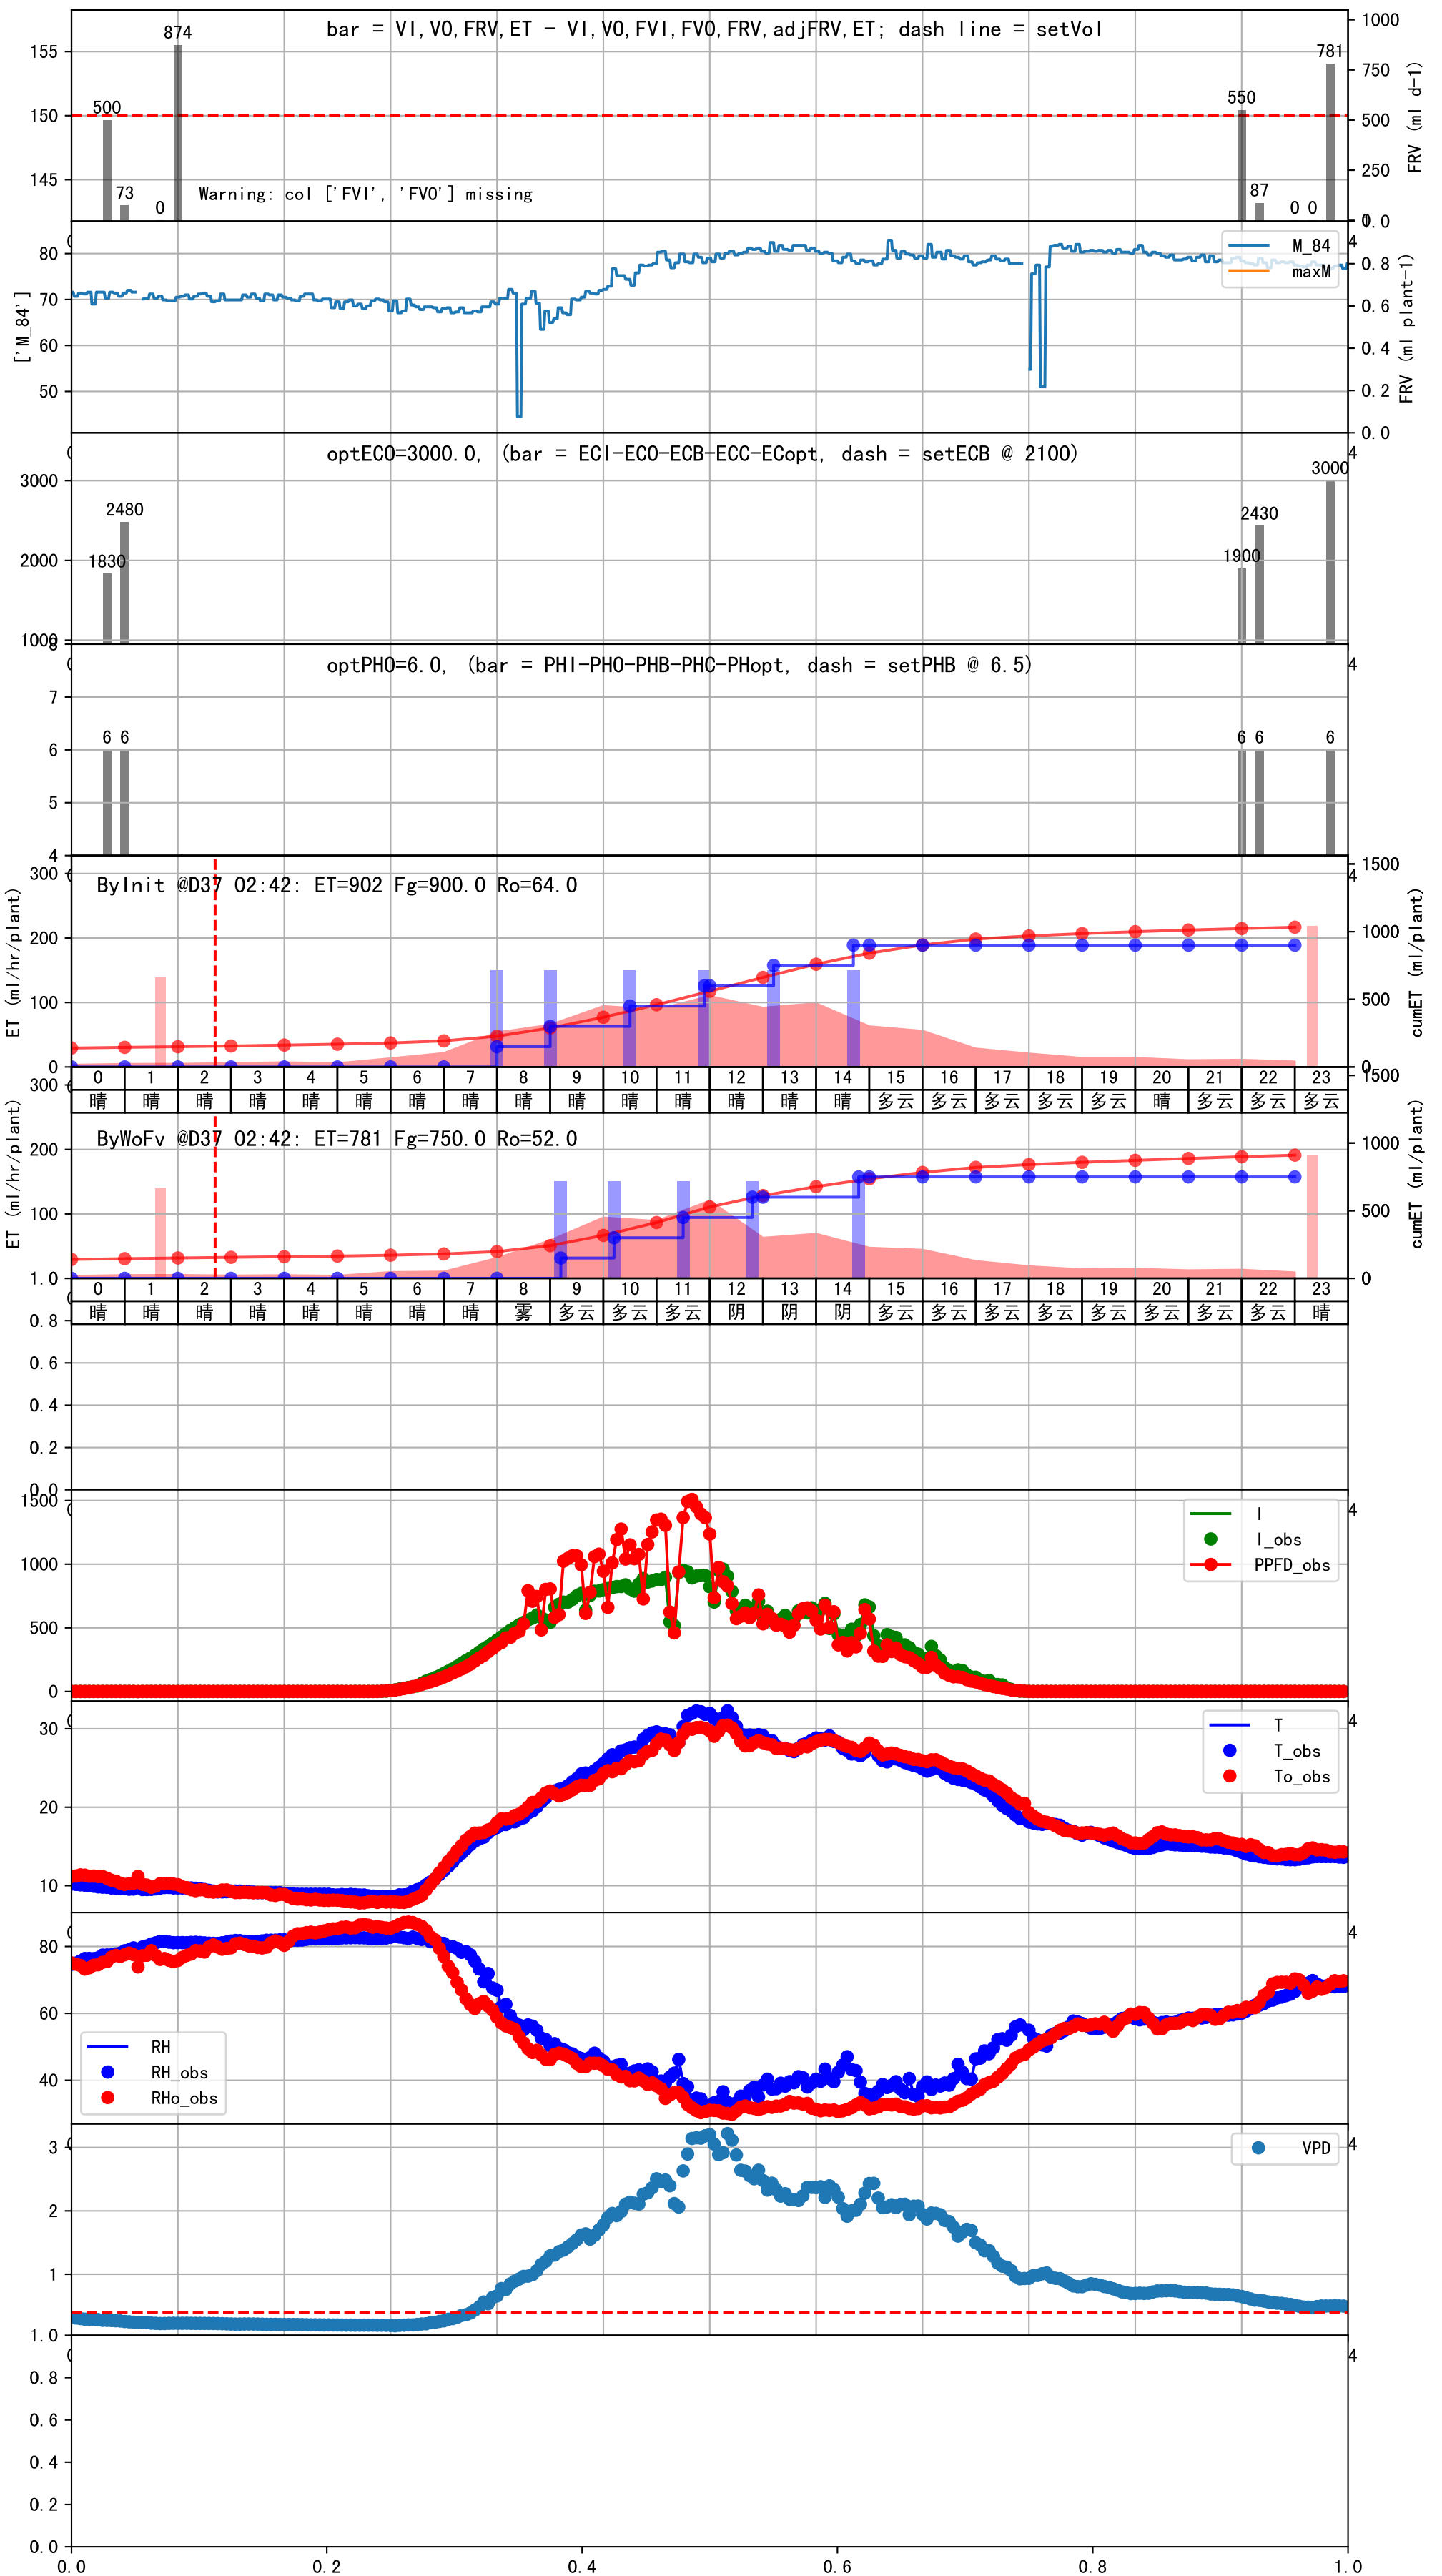 bar = VI,VO,FRV,ET - VI,VO,FVI,FVO,FRV,adjFRV,ET; dash line = setVol
155
150
145
500
73
0
874
550
87
0 0
781
Warning: col ['FVI', 'FVO'] missing
1000
750
500
250
0
FRV (ml d-1)
['M_84']
80
70
60
50
M_84
maxM
1.0
0.8
0.6
0.4
0.2
0.0
FRV (ml plant-1)
optECO=3000.0, (bar = ECI-ECO-ECB-ECC-ECopt, dash = setECB @ 2100)
3000
2000
1000
1830
2480
1900
2430
3000
optPHO=6.0, (bar = PHI-PHO-PHB-PHC-PHopt, dash = setPHB @ 6.5)
8
7
6
5
4
6 6
6 6
6
ByInit @D37 02:42: ET=902 Fg=900.0 Ro=64.0
ET (ml/hr/plant)
300
200
100
0
1500
1000
500
0
cumET (ml/plant)
0 1 2 3 4 5 6 7 8 9 10 11 12 13 14 15 16 17 18 19 20 21 22 23
晴 晴 晴 晴 晴 晴 晴 晴 晴 晴 晴 晴 晴 晴 晴 多云 多云 多云 多云 多云 晴 多云 多云 多云
ByWoFv @D37 02:42: ET=781 Fg=750.0 Ro=52.0
ET (ml/hr/plant)
300
200
100
1500
1000
500
0
cumET (ml/plant)
0 1 2 3 4 5 6 7 8 9 10 11 12 13 14 15 16 17 18 19 20 21 22 23
晴 晴 晴 晴 晴 晴 晴 晴 雾 多云 多云 多云 阴 阴 阴 多云 多云 多云 多云 多云 多云 多云 多云 晴
1.0
0.8
0.6
0.4
0.2
0.0
1500
1000
500
0
I
I_obs
PPFD_obs
30
20
10
T
T_obs
To_obs
80
60
40
RH
RH_obs
RHo_obs
3
2
1
VPD
1.0
0.8
0.6
0.4
0.2
0.0
0.0 0.2 0.4 0.6 0.8 1.0